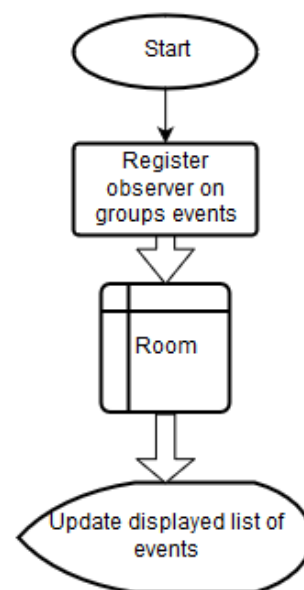 Start
Register
observer on
groups events
Room
Update displayed list of
events